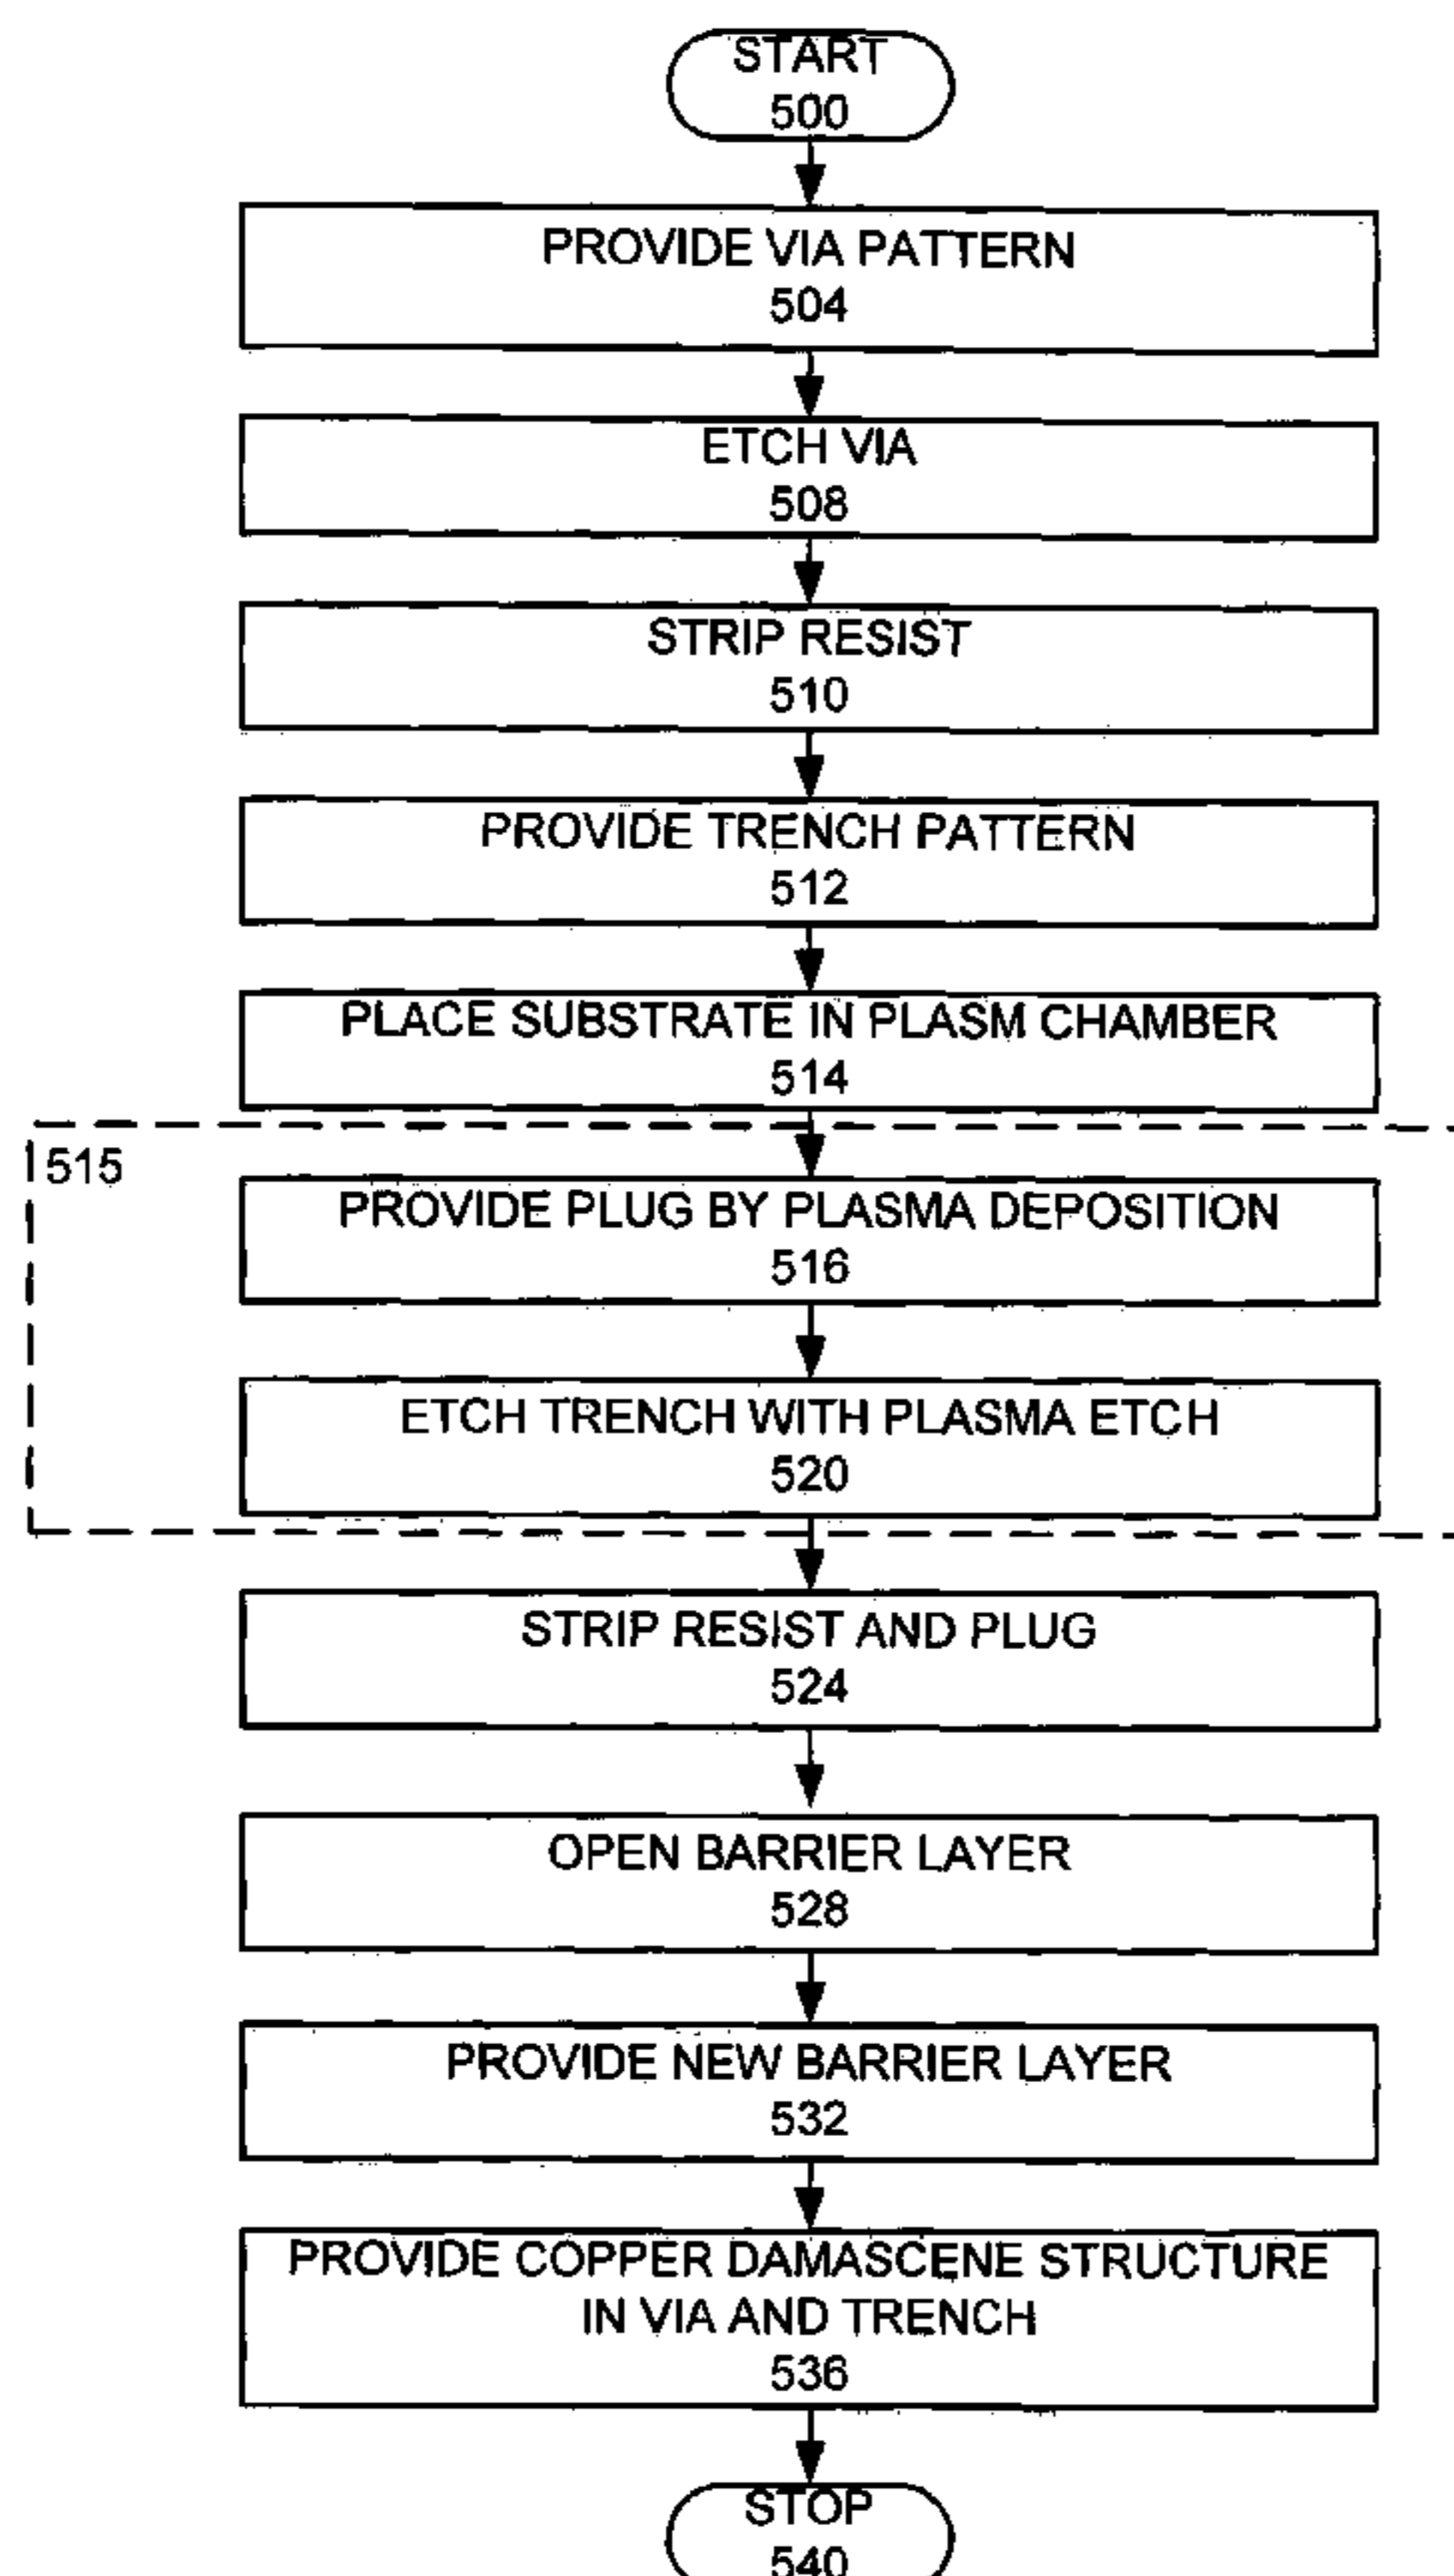 START
500
PROVIDE VIA PATTERN
504
ETCH VIA
508
STRIP RESIST
510
PROVIDE TRENCH PATTERN
512
PLACE SUBSTRATE IN PLASM CHAMBER
514
515
PROVIDE PLUG BY PLASMA DEPOSITION
516
ETCH TRENCH WITH PLASMA ETCH
520
STRIP RESIST AND PLUG
524
OPEN BARRIER LAYER
528
PROVIDE NEW BARRIER LAYER
532
PROVIDE COPPER DAMASCENE STRUCTURE
IN VIA AND TRENCH
536
STOP
540